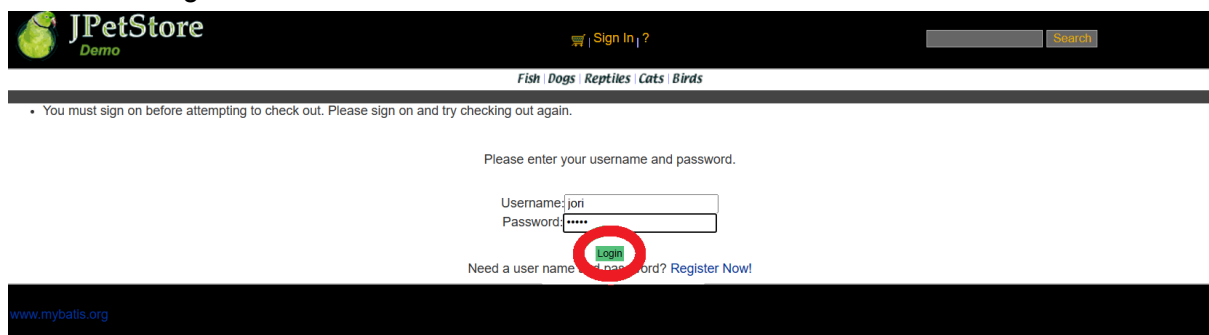 JPetStore
Demo
| Sign In | ?
Search
Fish | Dogs | Reptiles | Cats | Birds
• You must sign on before attempting to check out. Please sign on and try checking out again.
Please enter your username and password.
Username: jori
Password: •••••
Login
Need a user name and password? Register Now!
www.mybatis.org